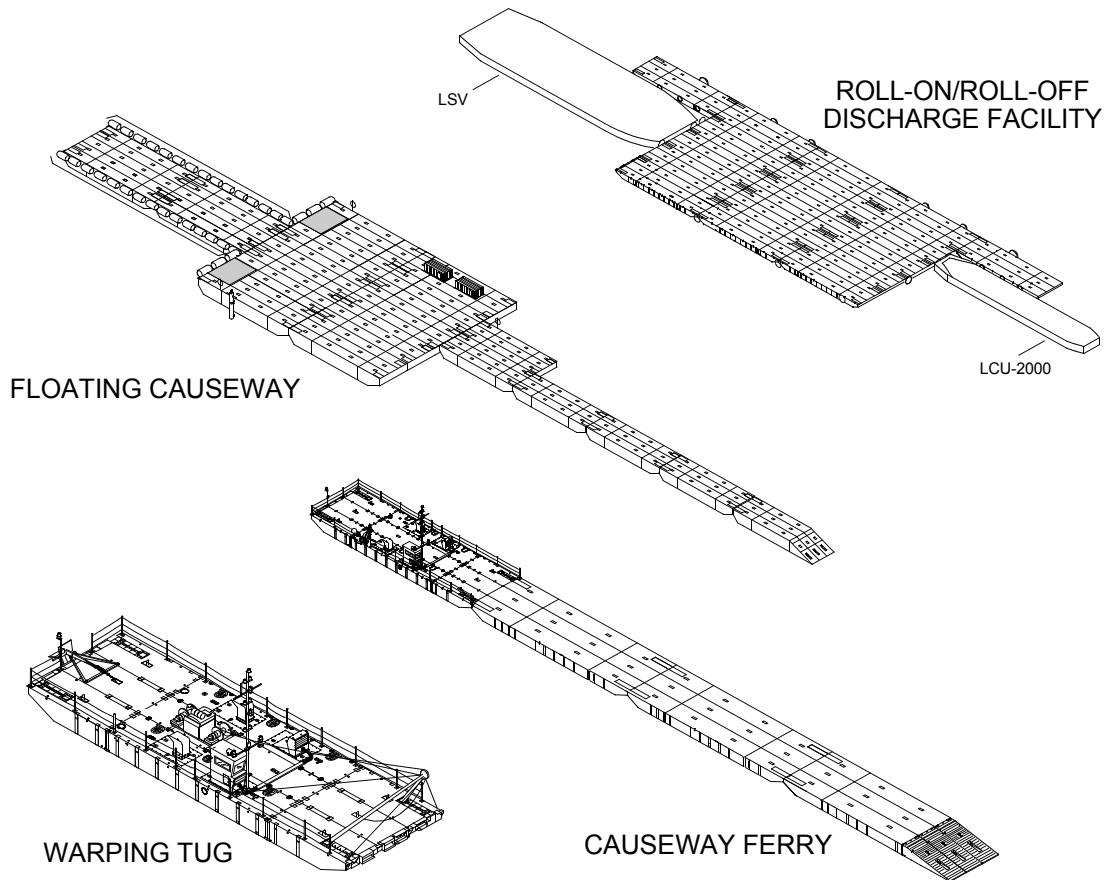 LSV
ROLL-ON/ROLL-OFF
DISCHARGE FACILITY
LCU-2000
FLOATING CAUSEWAY
WARPING TUG
CAUSEWAY FERRY